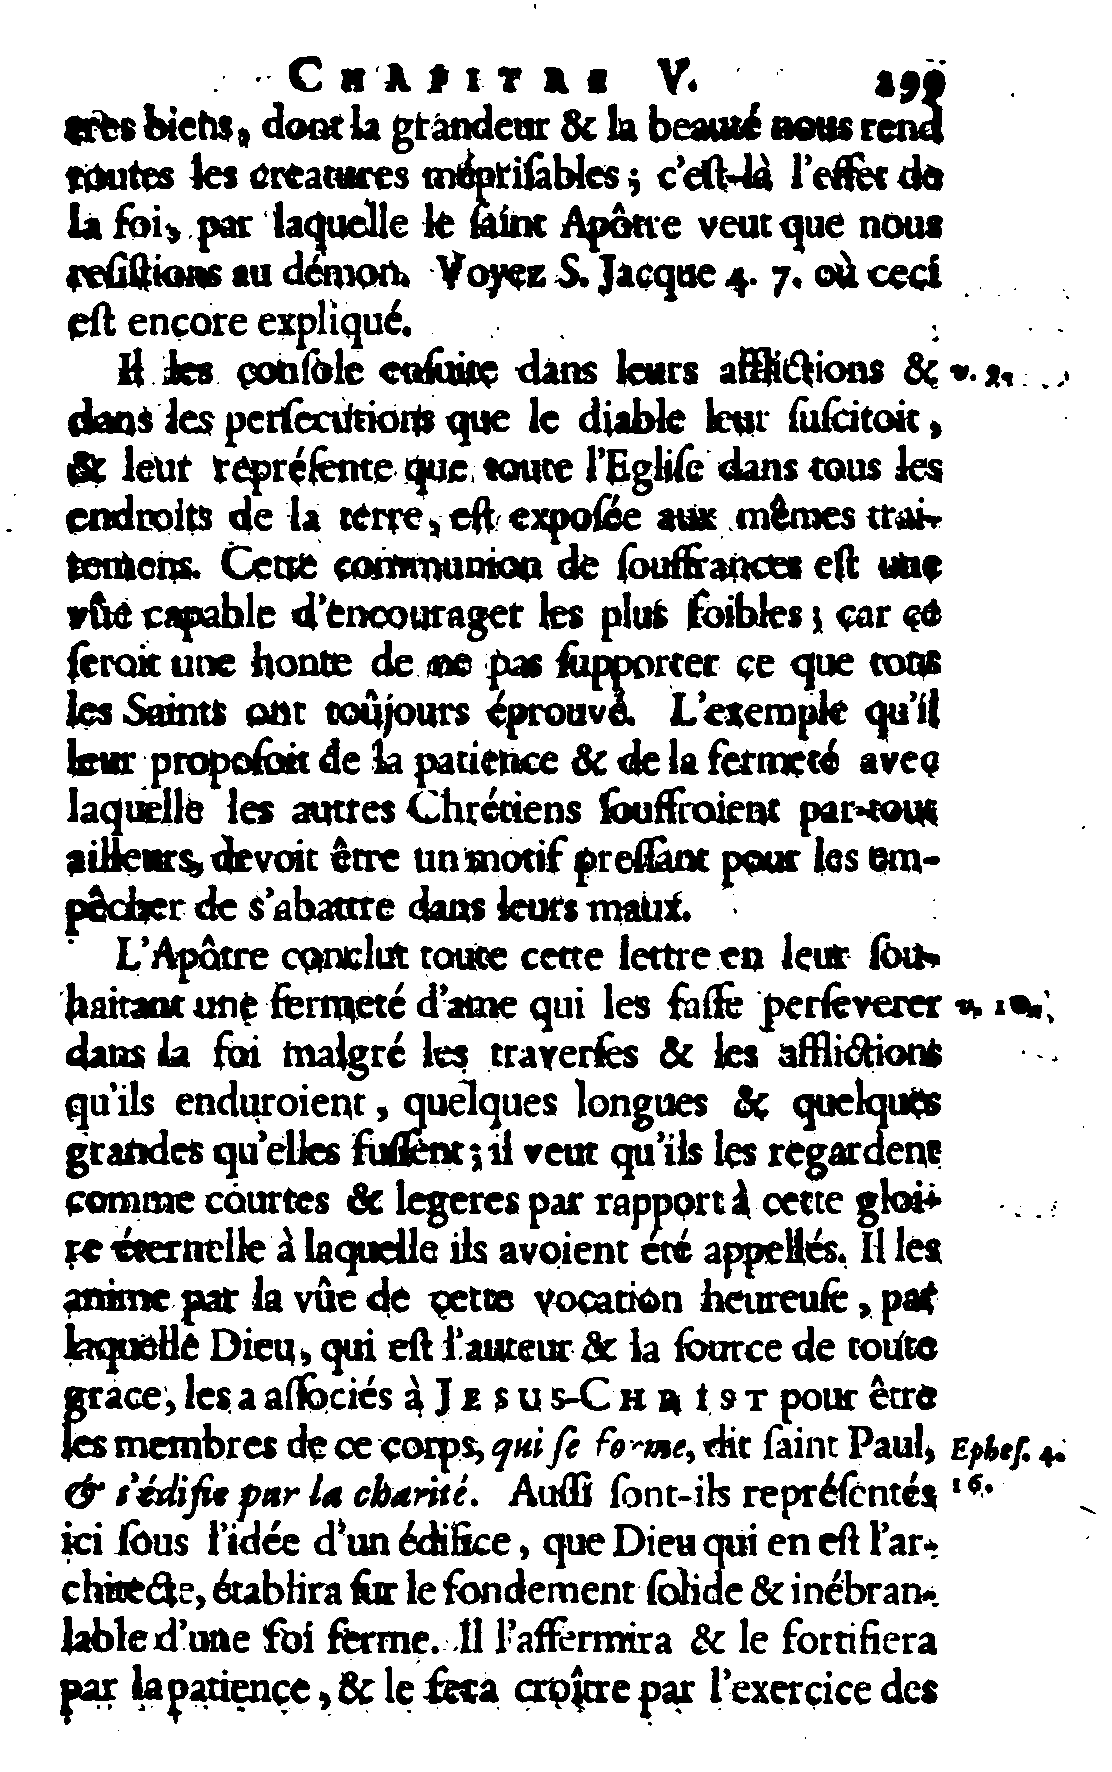 CHAPITRE V. 299
tres biens, dont la grandeur & la beauté nous rend
toutes les creatures méprisables ; c'est-là l'effet de
la foi, par laquelle le saint Apôtre veut que nous
resistions au démon. Voyez S. Jacque 4. 7. où ceci
est encore expliqué.
Il les console ensuite dans leurs afflictions & v. 9.
dans les persecutions que le diable leur suscitoit,
& leur représente que toute l'Eglise dans tous les
endroits de la terre, est exposée aux mêmes trai-
temens. Cette communion de souffrances est une
vûe capable d'encourager les plus foibles ; car ce
seroit une honte de ne pas supporter ce que tous
les Saints ont toûjours éprouvé. L'exemple qu'il
leur proposoit de la patience & de la fermeté avec
laquelle les autres Chrétiens souffroient par-tout
ailleurs, devoit être un motif pressant pour les em-
pêcher de s'abattre dans leurs maux.
L'Apôtre conclut toute cette lettre en leur sou-
haitant une fermeté d'ame qui les fasse perseverer v. 10.
dans la foi malgré les traverses & les afflictions
qu'ils enduroient, quelques longues & quelques
grandes qu'elles fussent ; il veut qu'ils les regardent
comme courtes & legeres par rapport à cette gloi-
re éternelle à laquelle ils avoient été appellés. Il les
anime par la vûe de cette vocation heureuse, par
laquelle Dieu, qui est l'auteur & la source de toute
grace, les a associés à JESUS-CHRIST pour être
les membres de ce corps, qui se forme, dit saint Paul, Ephes. 4.
& s'édifie par la charité. Aussi sont-ils représentés 16.
ici sous l'idée d'un édifice, que Dieu qui en est l'ar-
chitecte, établira sur le fondement solide & inébran-
lable d'une foi ferme. Il l'affermira & le fortifiera
par la patience, & le fera croître par l'exercice des